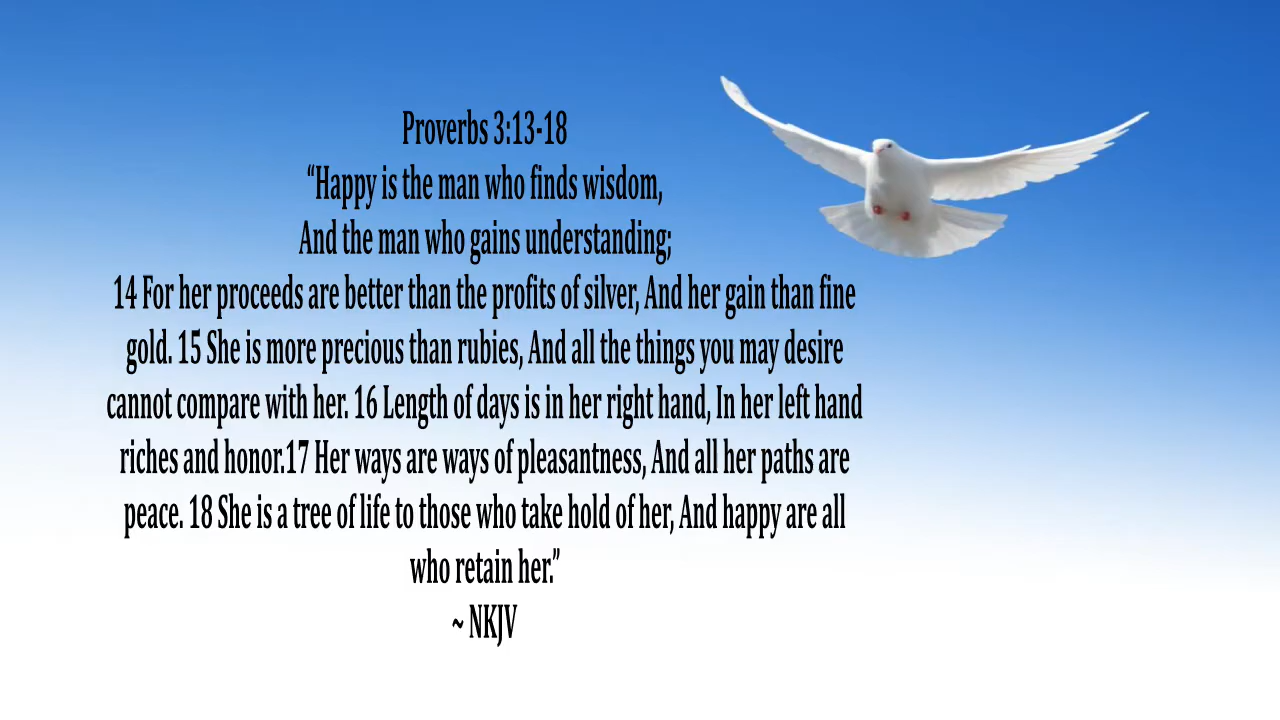 Proverbs 3:13-18
“Happy is the man who finds wisdom,
And the man who gains understanding;
14 For her proceeds are better than the profits of silver, And her gain than fine
gold. 15 She is more precious than rubies, And all the things you may desire
cannot compare with her. 16 Length of days is in her right hand, In her left hand
riches and honor.17 Her ways are ways of pleasantness, And all her paths are
peace. 18 She is a tree of life to those who take hold of her, And happy are all
who retain her.”
~ NKJV